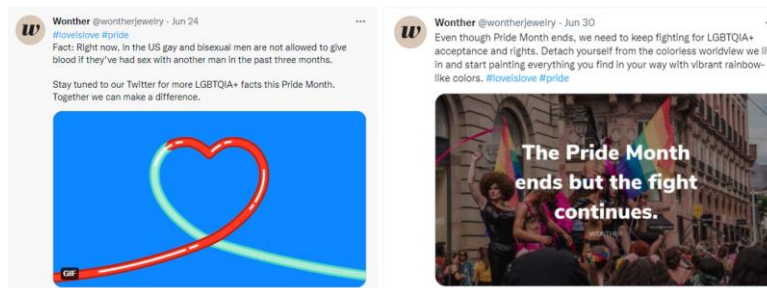 w
Wonther @wontherjewelry · Jun 24
#loveislove #pride
Fact: Right now, in the US gay and bisexual men are not allowed to give
blood if they've had sex with another man in the past three months.
Stay tuned to our Twitter for more LGBTQIA+ facts this Pride Month.
Together we can make a difference.
GIF
w
Wonther @wontherjewelry · Jun 30
Even though Pride Month ends, we need to keep fighting for LGBTQIA+
acceptance and rights. Detach yourself from the colorless worldview we li
in and start painting everything you find in your way with vibrant rainbow-
like colors. #loveislove #pride
The Pride Month
ends but the fight
continues.
WONTHER